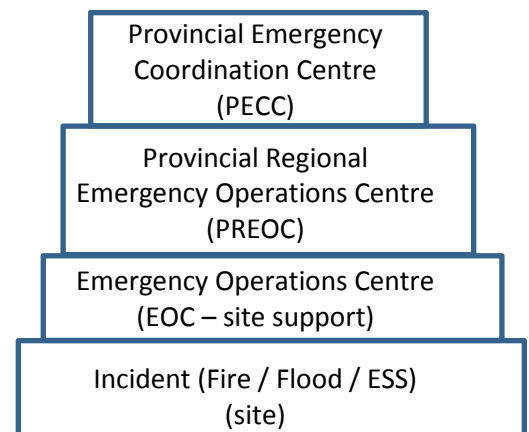 Provincial Emergency
Coordination Centre
(PECC)
Provincial Regional
Emergency Operations Centre
(PREOC)
Emergency Operations Centre
(EOC – site support)
Incident (Fire / Flood / ESS)
(site)